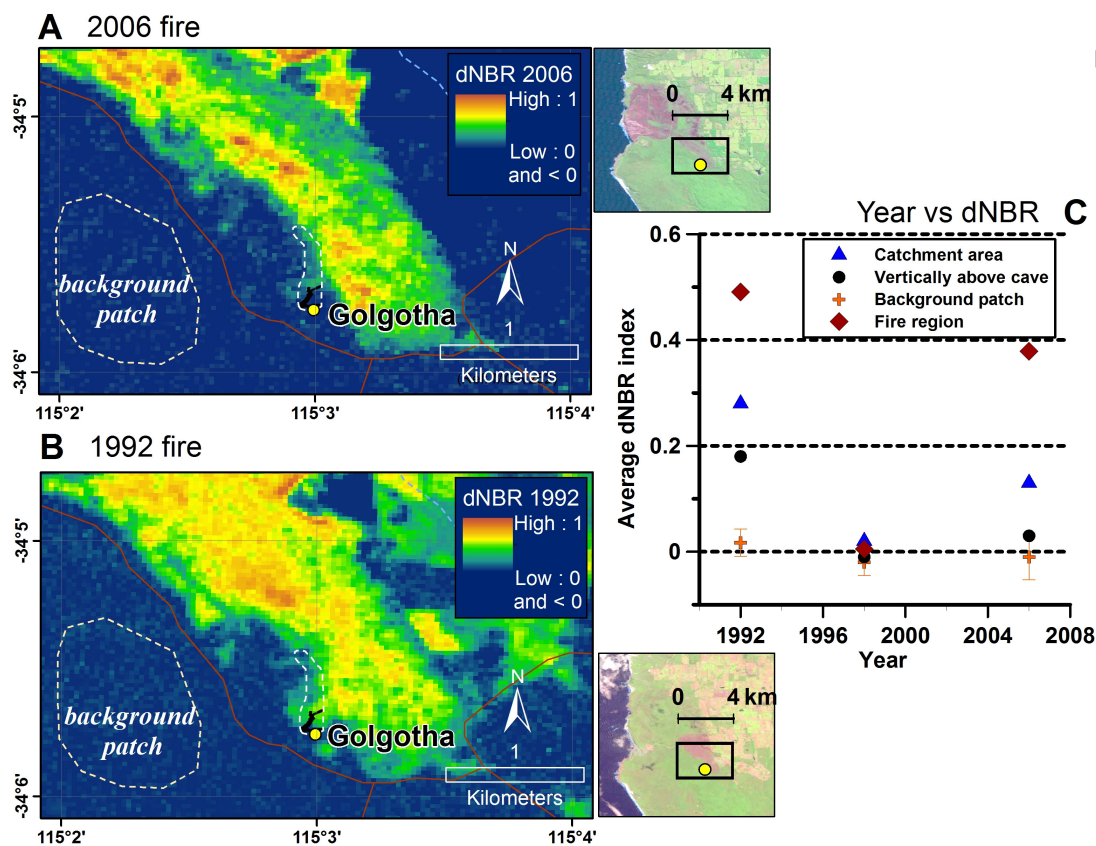 A 2006 fire
dNBR 2006
High : 1
Low : 0
and < 0
-34°5'
-34°6'
background
patch
N
Golgotha
1
Kilometers
115°2'
115°3'
115°4'
0 4 km
B 1992 fire
dNBR 1992
High : 1
Low : 0
and < 0
-34°5'
-34°6'
background
patch
N
Golgotha
1
Kilometers
115°2'
115°3'
115°4'
Year vs dNBR C
Catchment area
Vertically above cave
Background patch
Fire region
Average dNBR index
0.6
0.4
0.2
0
1992
1996
2000
2004
2008
Year
0 4 km